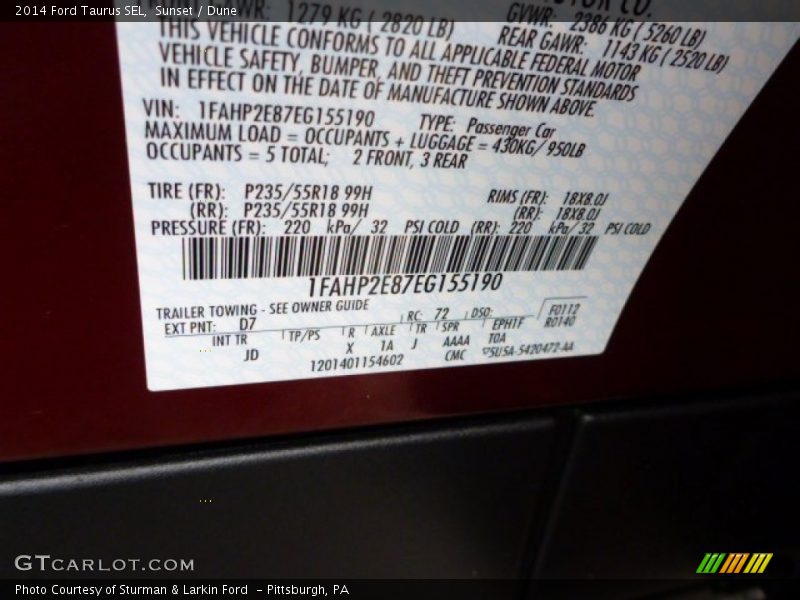 2014 Ford Taurus SEL,  Sunset / Dune
1279 KG ( 2820 LB) GVWR: 2386 KG ( 5260 LB)
REAR GAWR: 1143 KG ( 2520 LB)
THIS VEHICLE CONFORMS TO ALL APPLICABLE FEDERAL MOTOR
VEHICLE SAFETY, BUMPER, AND THEFT PREVENTION STANDARDS
IN EFFECT ON THE DATE OF MANUFACTURE SHOWN ABOVE.
VIN: 1FAHP2E87EG155190 TYPE: Passenger Car
MAXIMUM LOAD = OCCUPANTS + LUGGAGE = 430KG/ 950LB
OCCUPANTS = 5 TOTAL; 2 FRONT, 3 REAR
TIRE (FR): P235/55R18 99H RIMS (FR): 18X8.0J
(RR): P235/55R18 99H (RR): 18X8.0J
PRESSURE (FR): 220 kPa/ 32 PSI COLD (RR): 220 kPa/ 32 PSI COLD
1FAHP2E87EG155190
TRAILER TOWING - SEE OWNER GUIDE
EXT PNT: D7 RC: 72 DSO: F0112
R0140
INT TR TP/PS R AXLE TR SPR EPH1F
JD X 1A J AAAA TOA
1201401154602 CMC 5U5A-5420472-AA
GTCARLOT.COM
Photo Courtesy of Sturman & Larkin Ford  - Pittsburgh, PA